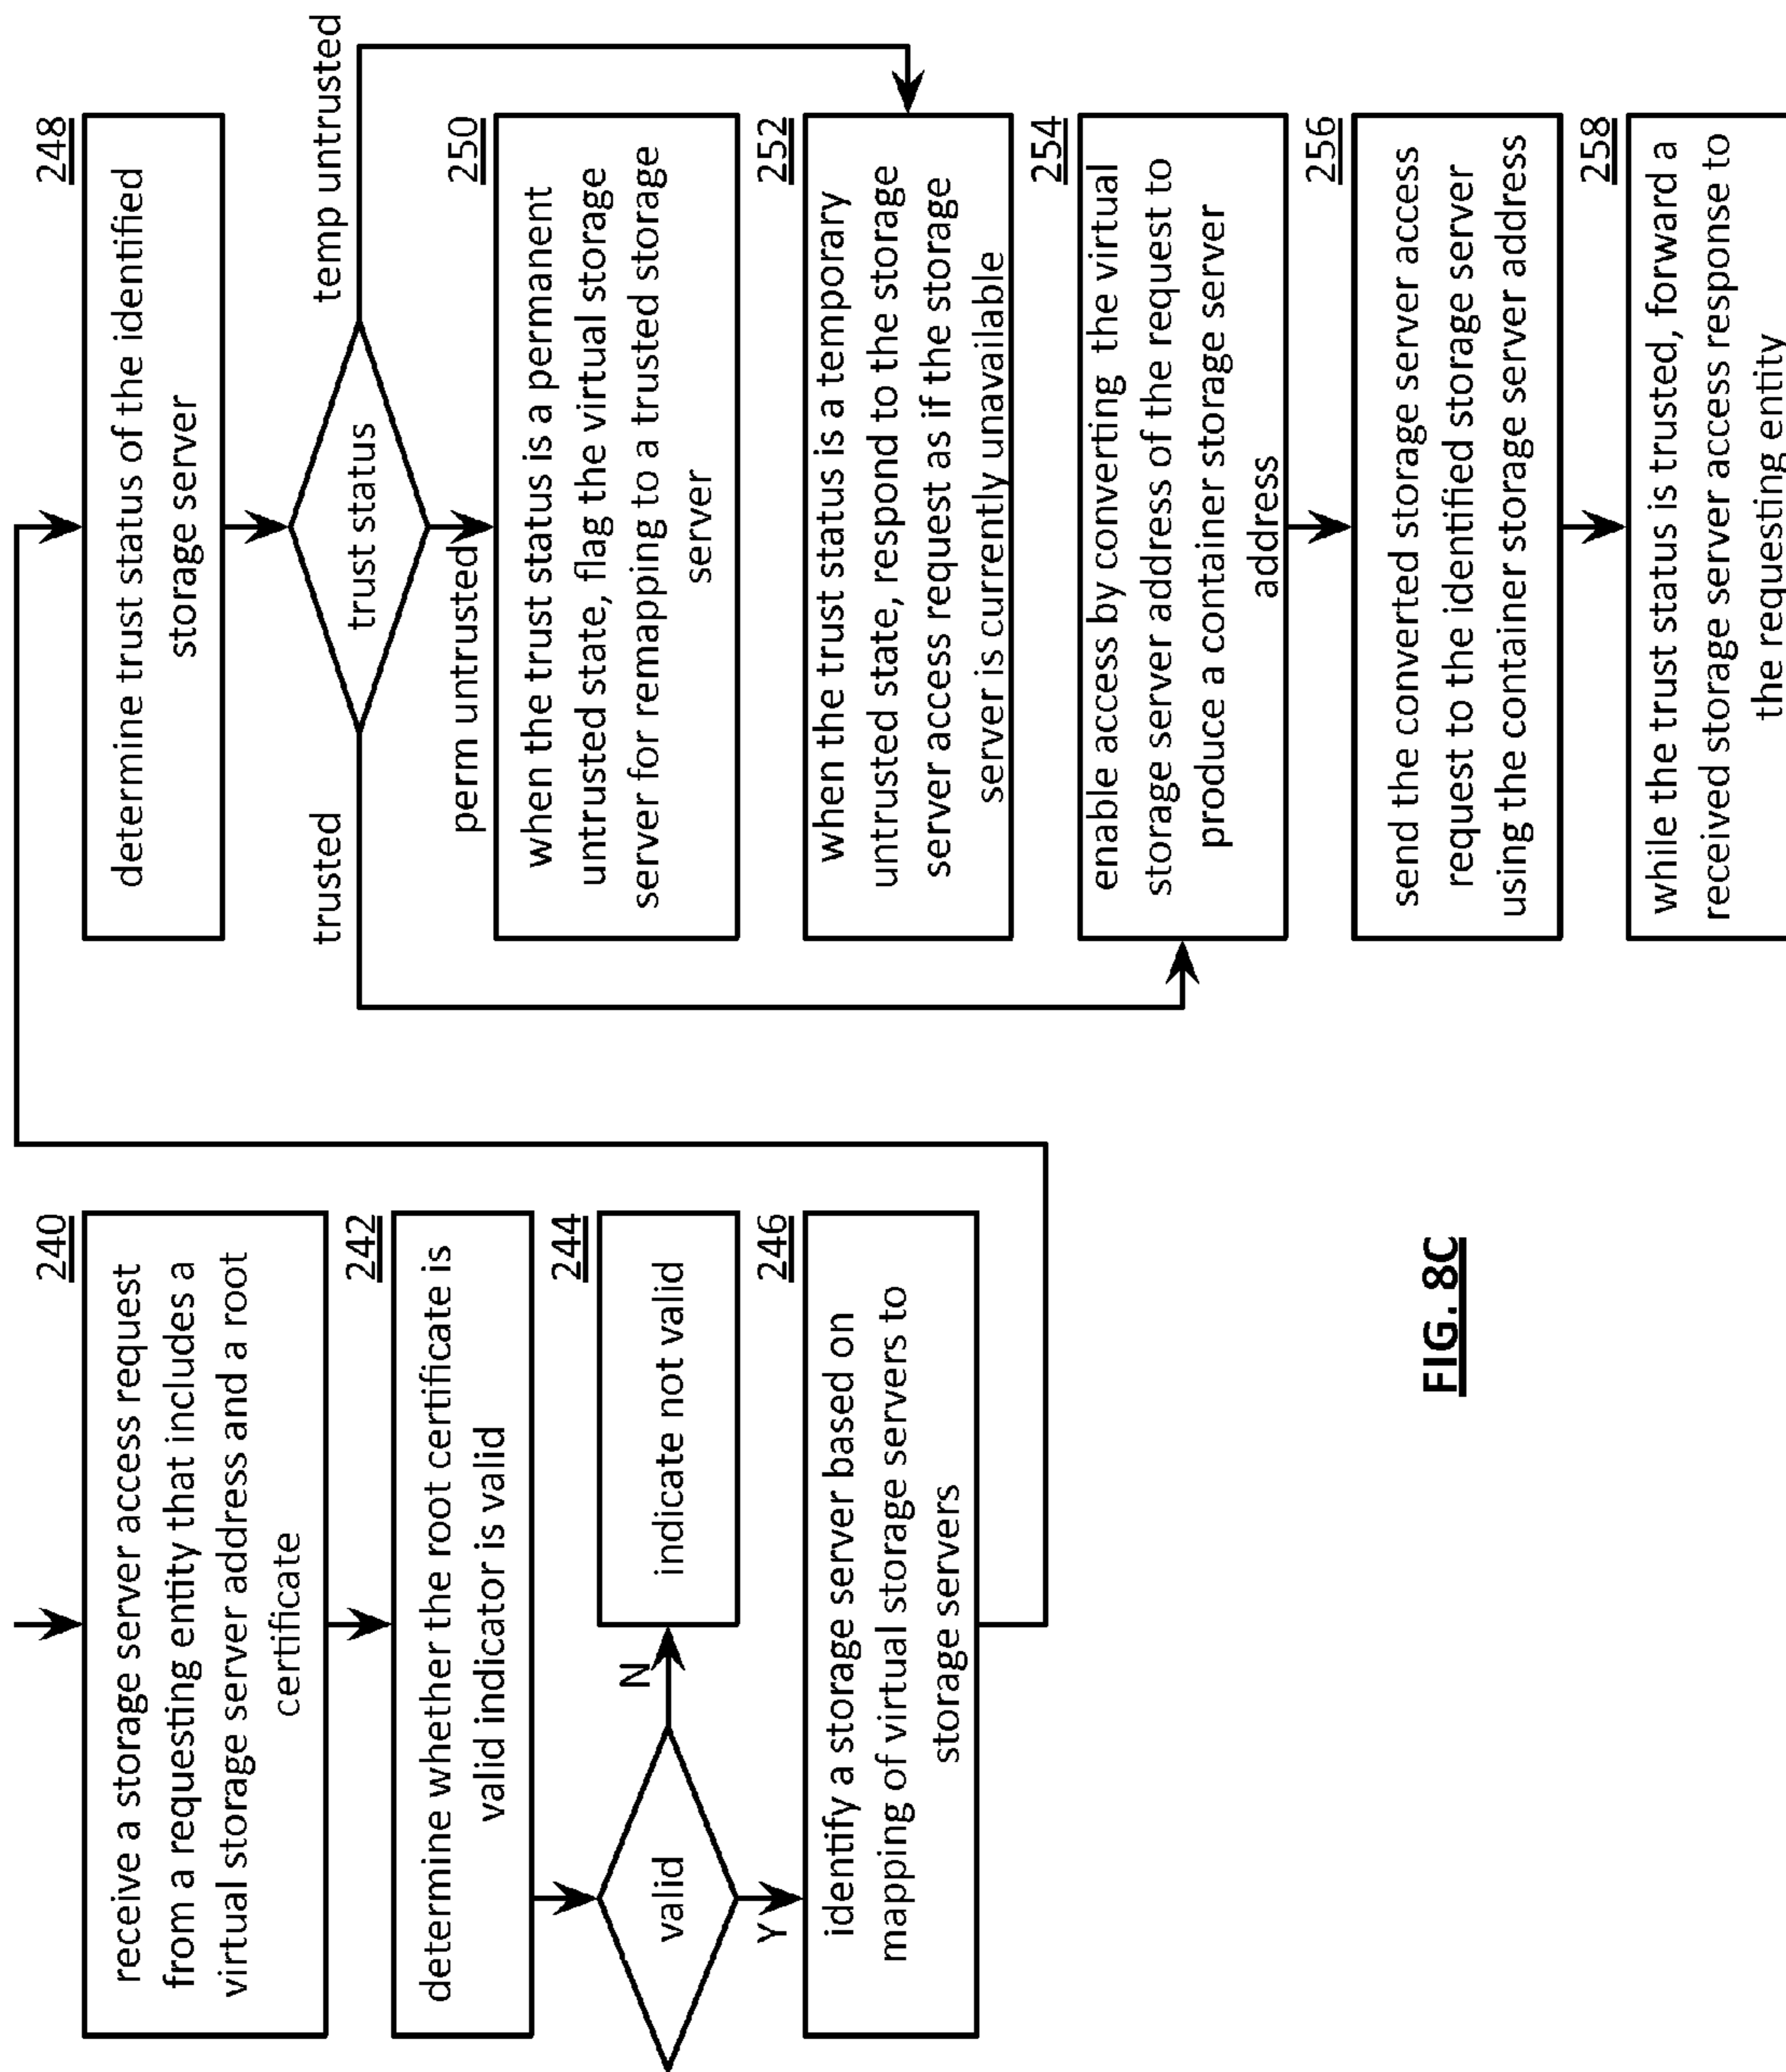 240
receive a storage server access request
from a requesting entity that includes a
virtual storage server address and a root
certificate
242
determine whether the root certificate is
valid indicator is valid
valid
N
Y
244
indicate not valid
246
identify a storage server based on
mapping of virtual storage servers to
storage servers
248
determine trust status of the identified
storage server
trust status
trusted
perm untrusted
temp untrusted
250
when the trust status is a permanent
untrusted state, flag the virtual storage
server for remapping to a trusted storage
server
252
when the trust status is a temporary
untrusted state, respond to the storage
server access request as if the storage
server is currently unavailable
254
enable access by converting the virtual
storage server address of the request to
produce a container storage server
address
256
send the converted storage server access
request to the identified storage server
using the container storage address
258
while the trust status is trusted, forward a
received storage server access response to
the requesting entity
FIG. 8C